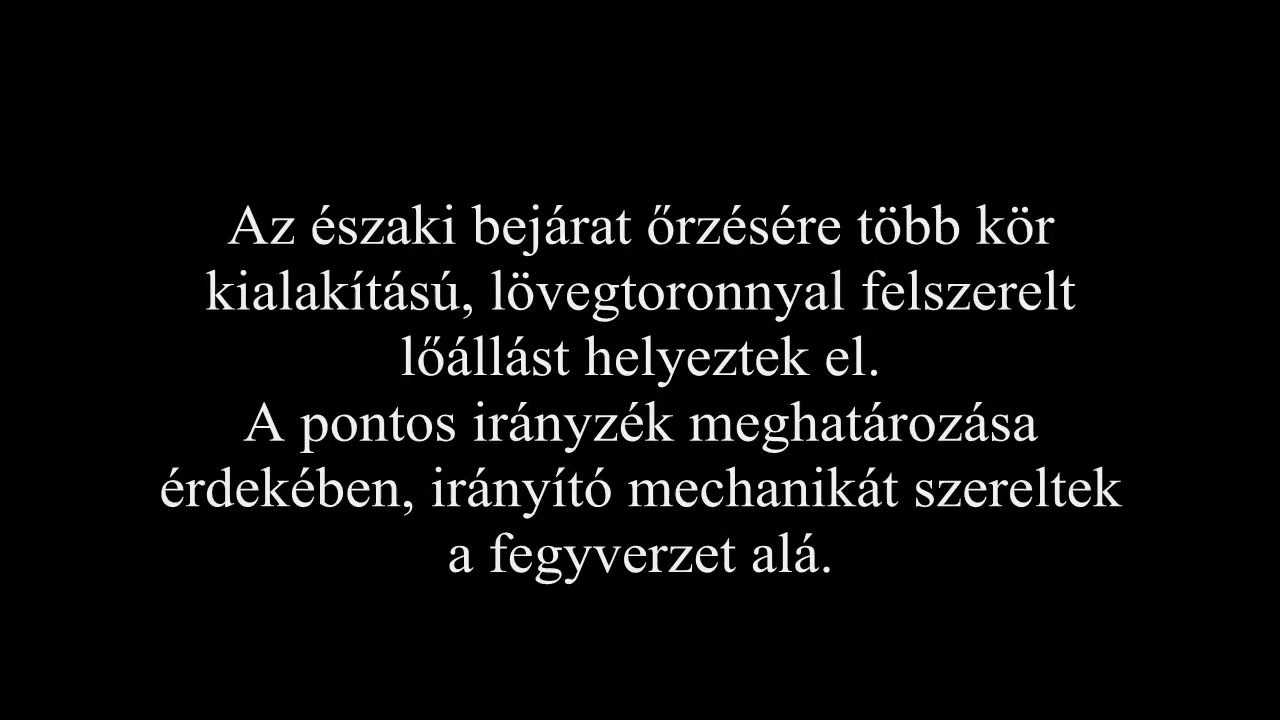 Az északi bejárat őrzésére több kör
kialakítású, lövegtoronnyal felszerelt
lőállást helyeztek el.
A pontos irányzék meghatározása
érdekében, irányító mechanikát szereltek
a fegyverzet alá.